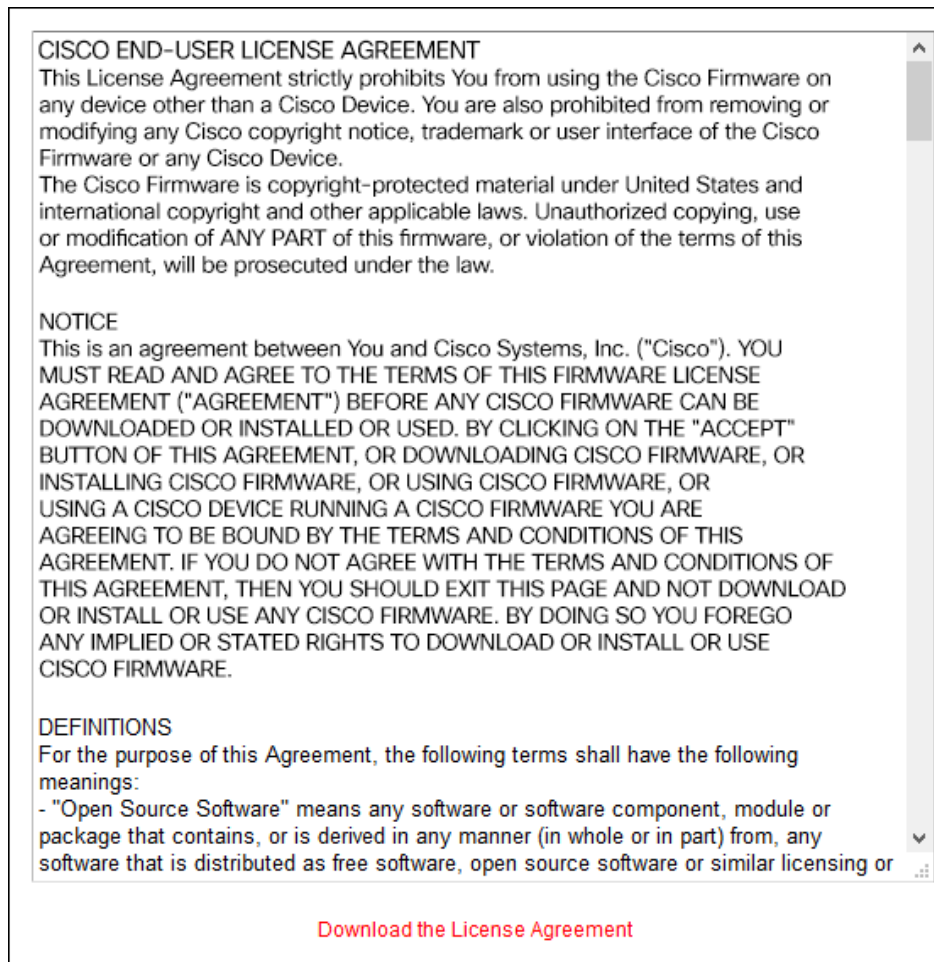 CISCO END-USER LICENSE AGREEMENT
This License Agreement strictly prohibits You from using the Cisco Firmware on
any device other than a Cisco Device. You are also prohibited from removing or
modifying any Cisco copyright notice, trademark or user interface of the Cisco
Firmware or any Cisco Device.
The Cisco Firmware is copyright-protected material under United States and
international copyright and other applicable laws. Unauthorized copying, use
or modification of ANY PART of this firmware, or violation of the terms of this
Agreement, will be prosecuted under the law.
NOTICE
This is an agreement between You and Cisco Systems, Inc. ("Cisco"). YOU
MUST READ AND AGREE TO THE TERMS OF THIS FIRMWARE LICENSE
AGREEMENT ("AGREEMENT") BEFORE ANY CISCO FIRMWARE CAN BE
DOWNLOADED OR INSTALLED OR USED. BY CLICKING ON THE "ACCEPT"
BUTTON OF THIS AGREEMENT, OR DOWNLOADING CISCO FIRMWARE, OR
INSTALLING CISCO FIRMWARE, OR USING CISCO FIRMWARE, OR
USING A CISCO DEVICE RUNNING A CISCO FIRMWARE YOU ARE
AGREEING TO BE BOUND BY THE TERMS AND CONDITIONS OF THIS
AGREEMENT. IF YOU DO NOT AGREE WITH THE TERMS AND CONDITIONS OF
THIS AGREEMENT, THEN YOU SHOULD EXIT THIS PAGE AND NOT DOWNLOAD
OR INSTALL OR USE ANY CISCO FIRMWARE. BY DOING SO YOU FOREGO
ANY IMPLIED OR STATED RIGHTS TO DOWNLOAD OR INSTALL OR USE
CISCO FIRMWARE.
DEFINITIONS
For the purpose of this Agreement, the following terms shall have the following
meanings:
- "Open Source Software" means any software or software component, module or
package that contains, or is derived in any manner (in whole or in part) from, any
software that is distributed as free software, open source software or similar licensing or
Download the License Agreement